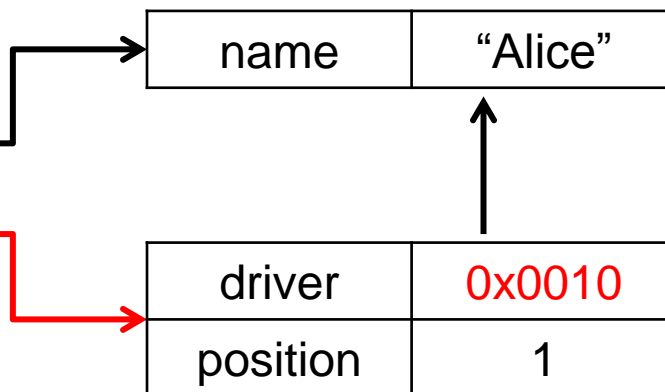 name “Alice”
driver 0x0010
position 1